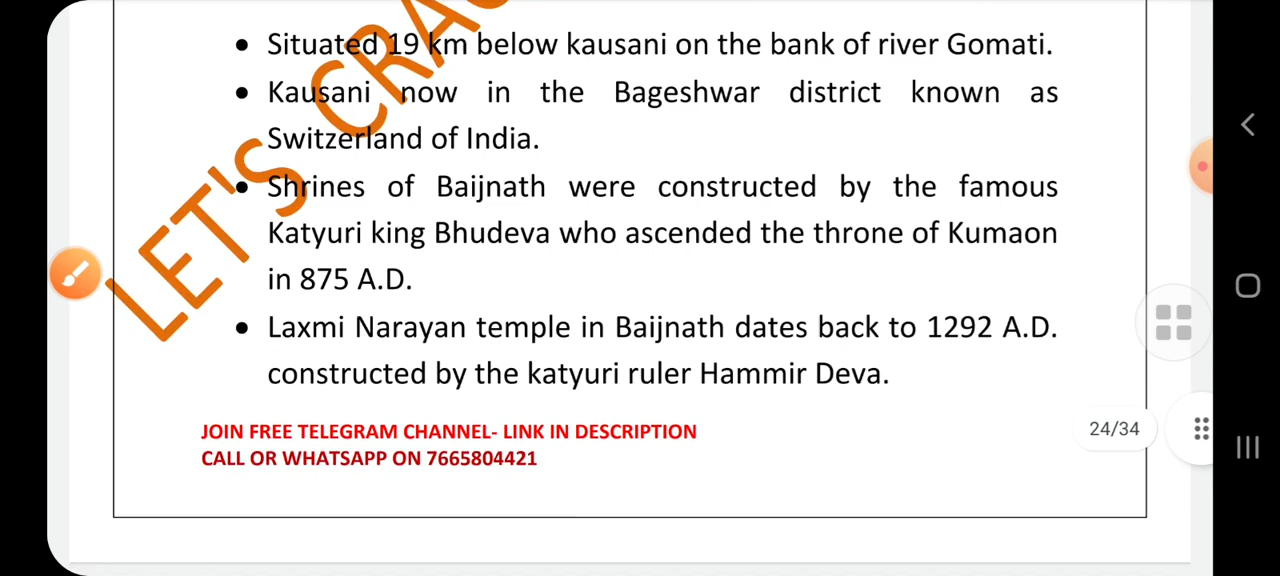 • Situated 19 km below kausani on the bank of river Gomati.
• Kausani now in the Bageshwar district known as
Switzerland of India.
• Shrines of Baijnath were constructed by the famous
Katyuri king Bhudeva who ascended the throne of Kumaon
in 875 A.D.
• Laxmi Narayan temple in Baijnath dates back to 1292 A.D.
constructed by the katyuri ruler Hammir Deva.
LET'S CRA
JOIN FREE TELEGRAM CHANNEL- LINK IN DESCRIPTION
CALL OR WHATSAPP ON 7665804421
24/34